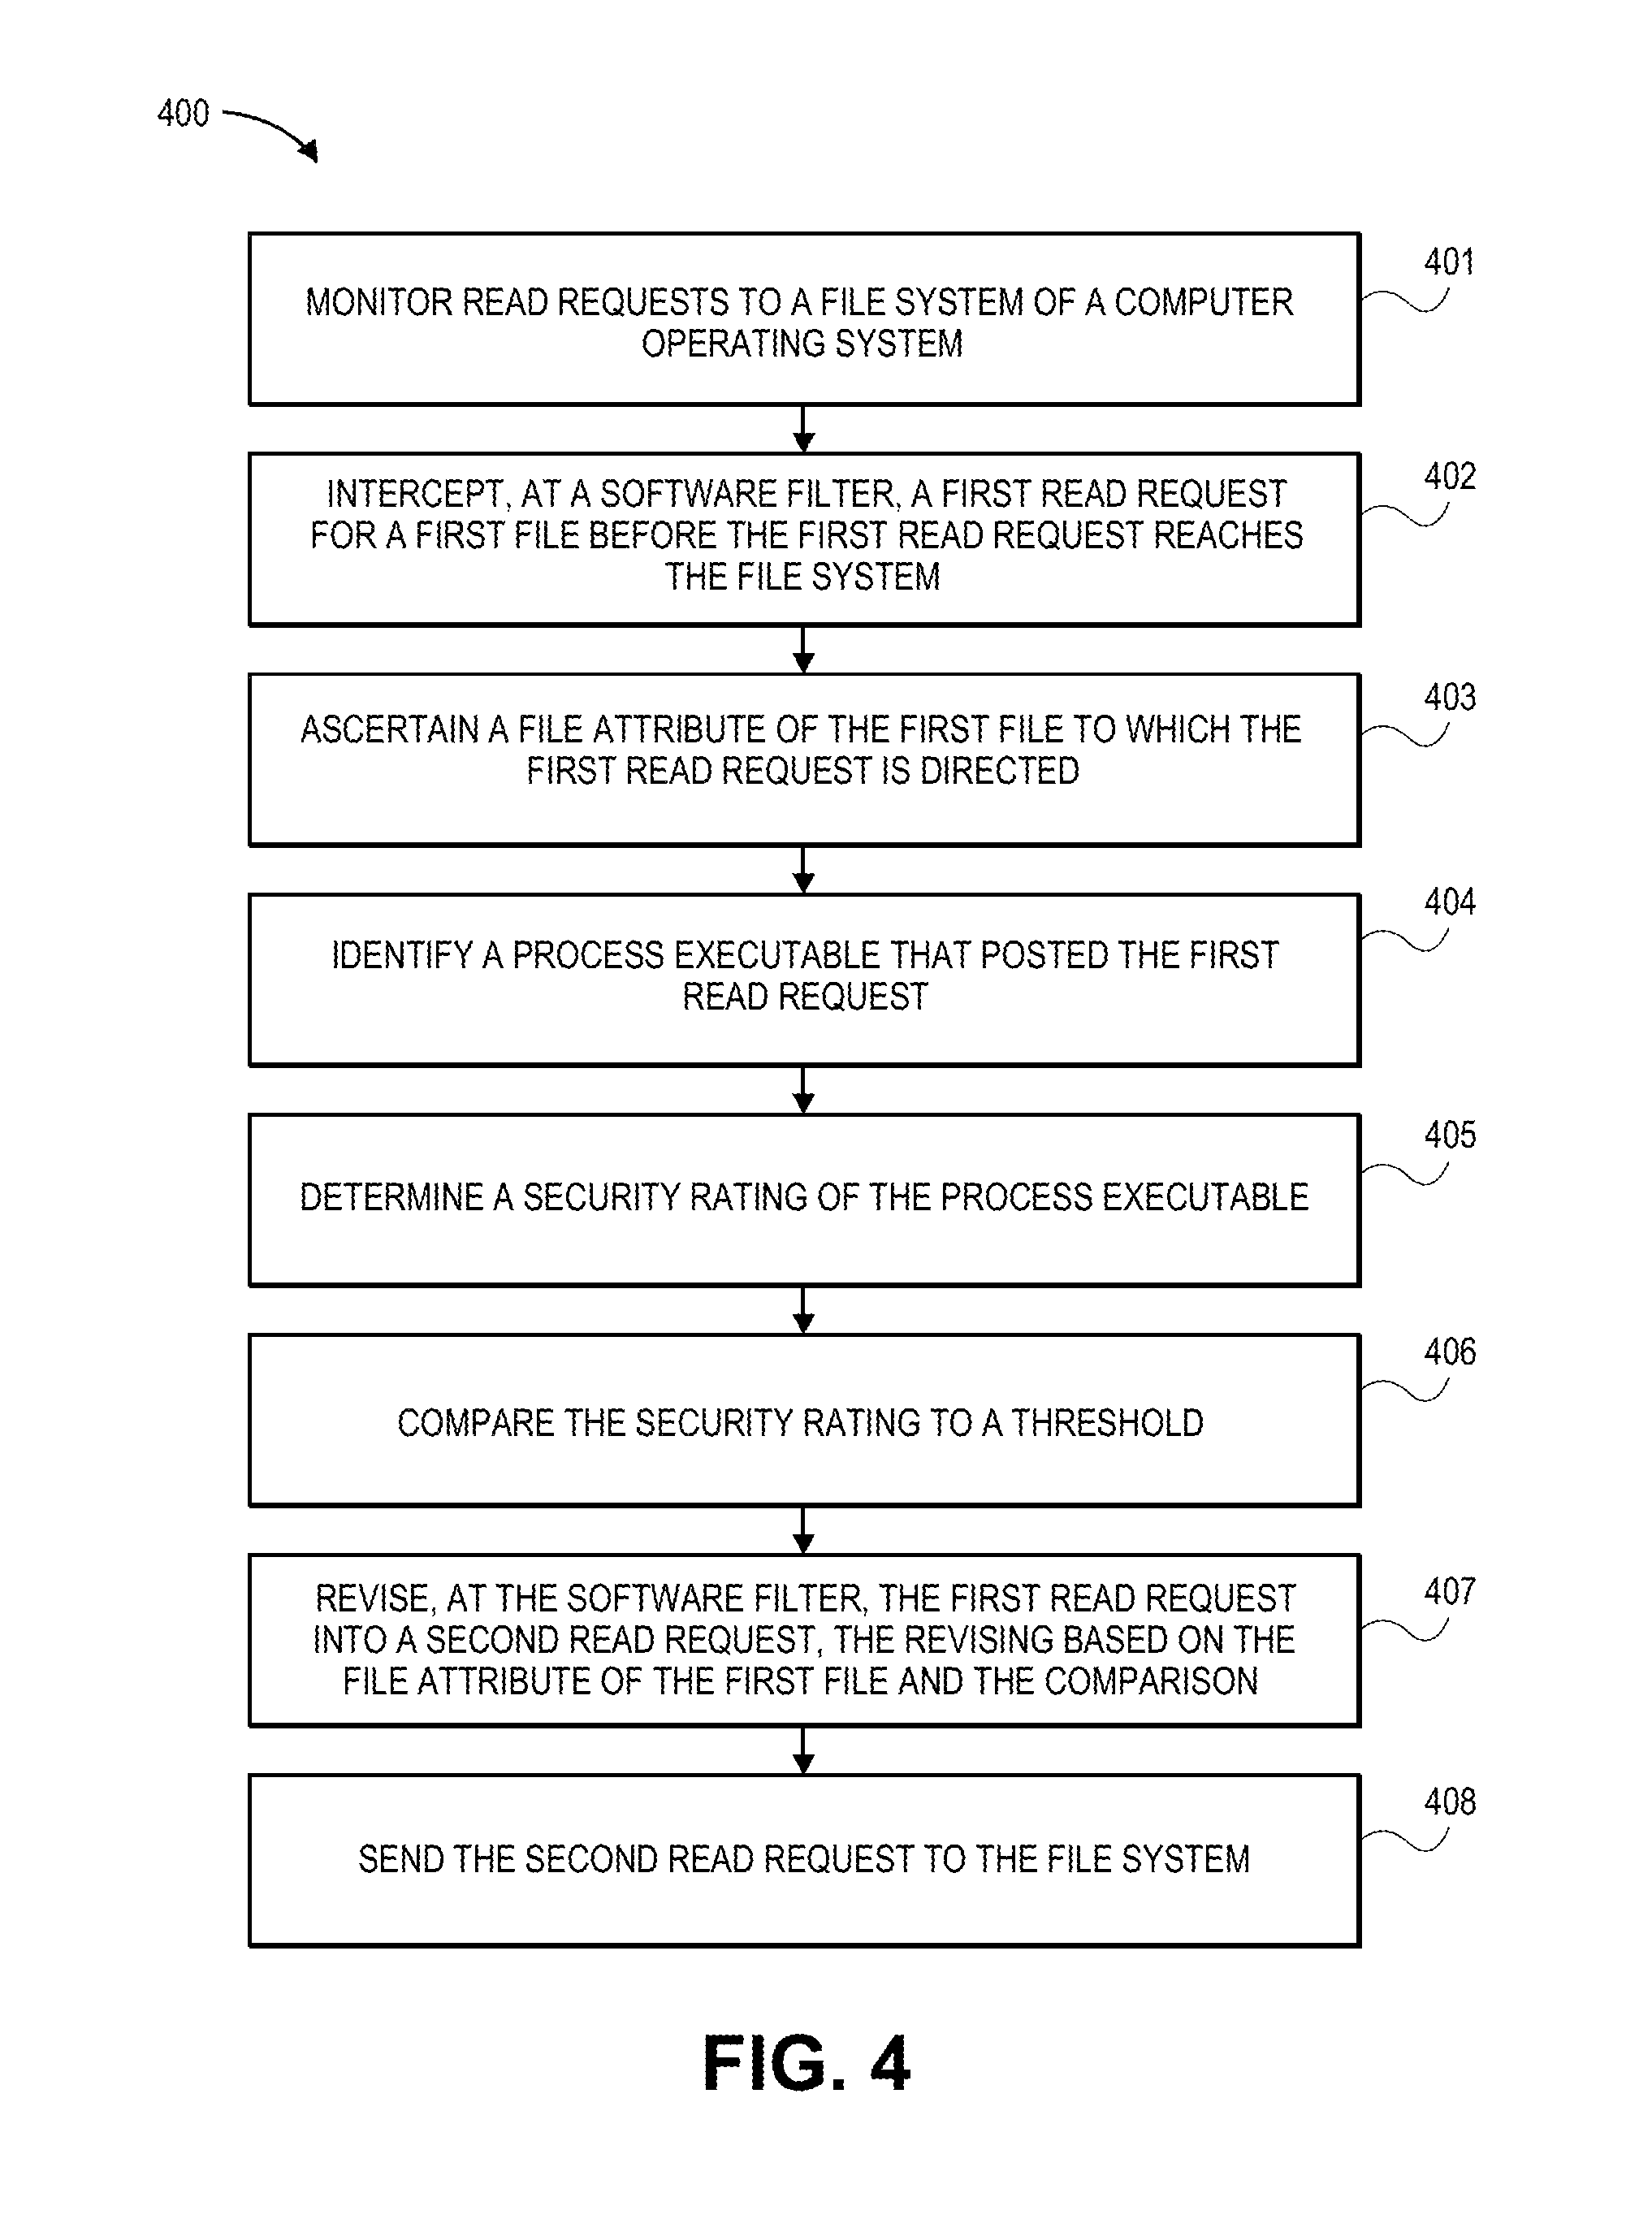 400
401
MONITOR READ REQUESTS TO A FILE SYSTEM OF A COMPUTER
OPERATING SYSTEM
402
INTERCEPT, AT A SOFTWARE FILTER, A FIRST READ REQUEST
FOR A FIRST FILE BEFORE THE FIRST READ REQUEST REACHES
THE FILE SYSTEM
403
ASCERTAIN A FILE ATTRIBUTE OF THE FIRST FILE TO WHICH THE
FIRST READ REQUEST IS DIRECTED
404
IDENTIFY A PROCESS EXECUTABLE THAT POSTED THE FIRST
READ REQUEST
405
DETERMINE A SECURITY RATING OF THE PROCESS EXECUTABLE
406
COMPARE THE SECURITY RATING TO A THRESHOLD
407
REVISE, AT THE SOFTWARE FILTER, THE FIRST READ REQUEST
INTO A SECOND READ REQUEST, THE REVISING BASED ON THE
FILE ATTRIBUTE OF THE FIRST FILE AND THE COMPARISON
408
SEND THE SECOND READ REQUEST TO THE FILE SYSTEM
FIG. 4